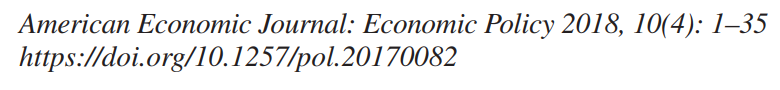 American Economic Journal: Economic Policy 2018, 10(4): 1–35
https://doi.org/10.1257/pol.20170082